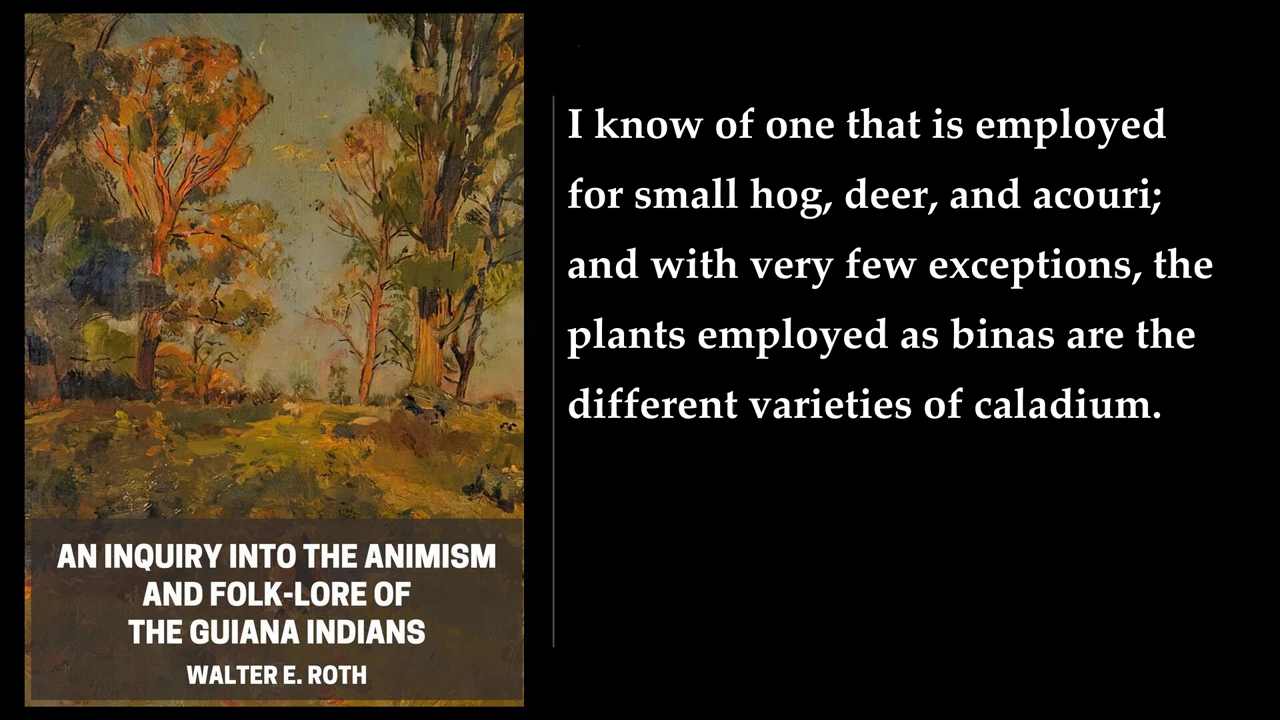 AN INQUIRY INTO THE ANIMISM
AND FOLK-LORE OF
THE GUIANA INDIANS
WALTER E. ROTH
I know of one that is employed
for small hog, deer, and acouri;
and with very few exceptions, the
plants employed as binas are the
different varieties of caladium.